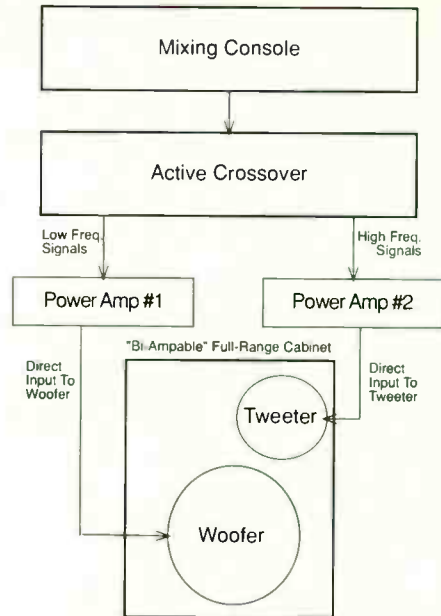 Mixing Console
Active Crossover
Low Freq.
Signals
High Freq.
Signals
Power Amp #1
Power Amp #2
"Bi-Ampable" Full-Range Cabinet
Direct
Input To
Woofer
Direct
Input To
Tweeter
Tweeter
Woofer